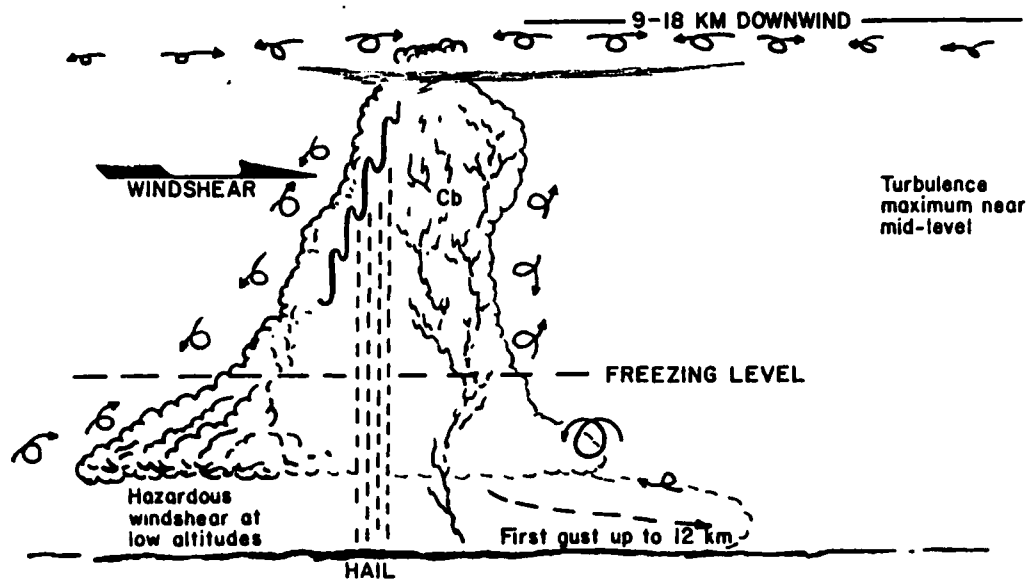 9-18 KM DOWNWIND
WINDSHEAR
Cb
Turbulence
maximum near
mid-level
FREEZING LEVEL
Hazardous
windshear at
low altitudes
First gust up to 12 km
HAIL